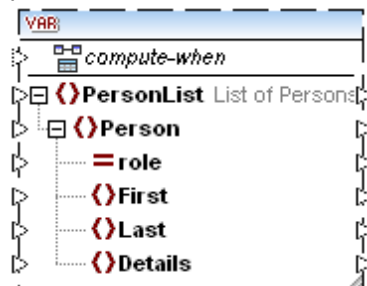 VAR
compute-when
PersonList List of Persons
Person
role
First
Last
Details